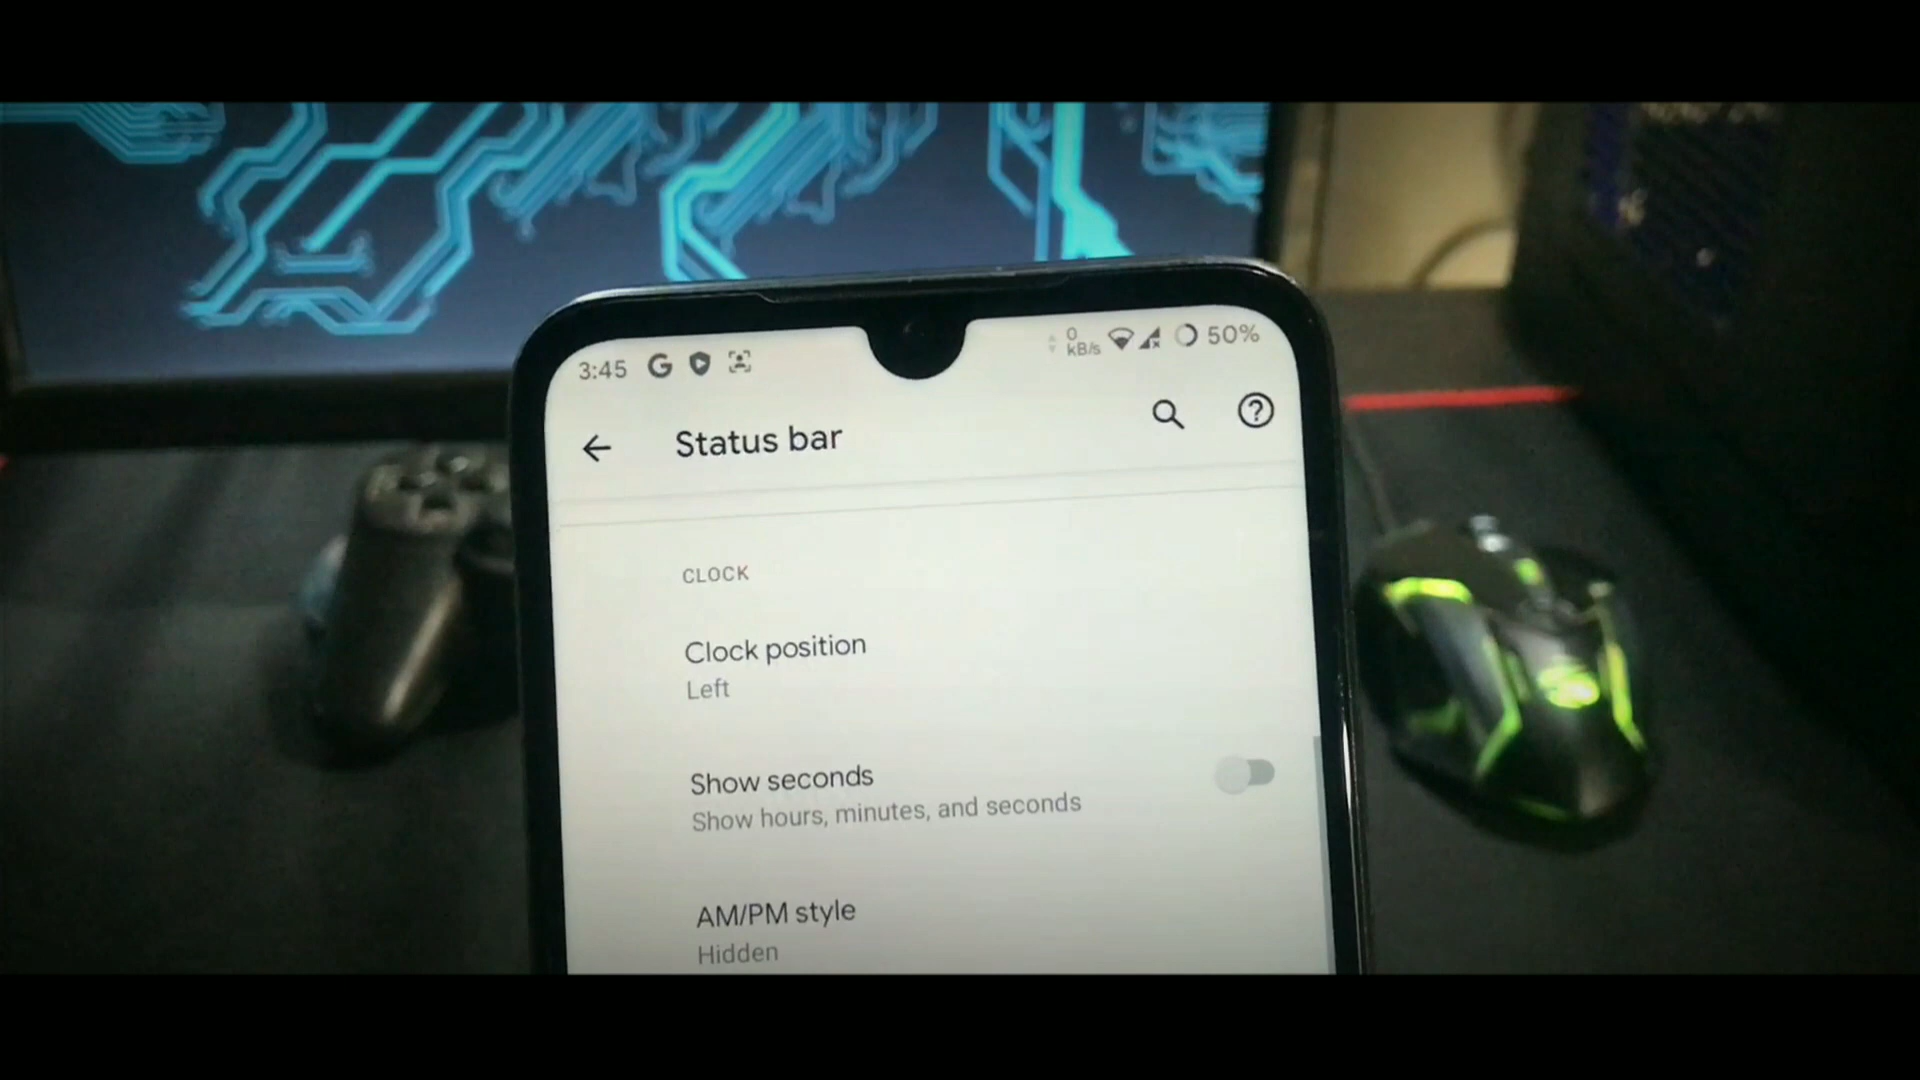 3:45 G 0 kB/s 50%
Status bar
CLOCK
Clock position
Left
Show seconds
Show hours, minutes, and seconds
AM/PM style
Hidden